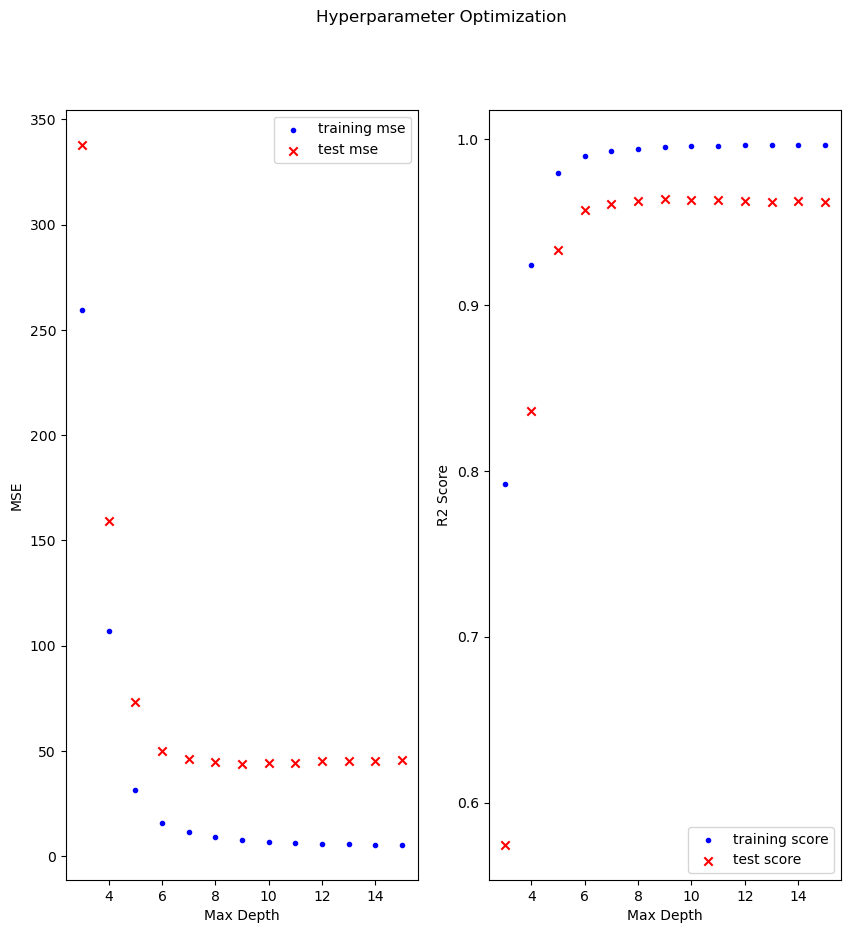 Hyperparameter Optimization
350
300
250
200
150
100
50
0
MSE
4 6 8 10 12 14
Max Depth
training mse
test mse
1.0
0.9
0.8
0.7
0.6
R2 Score
4 6 8 10 12 14
Max Depth
training score
test score